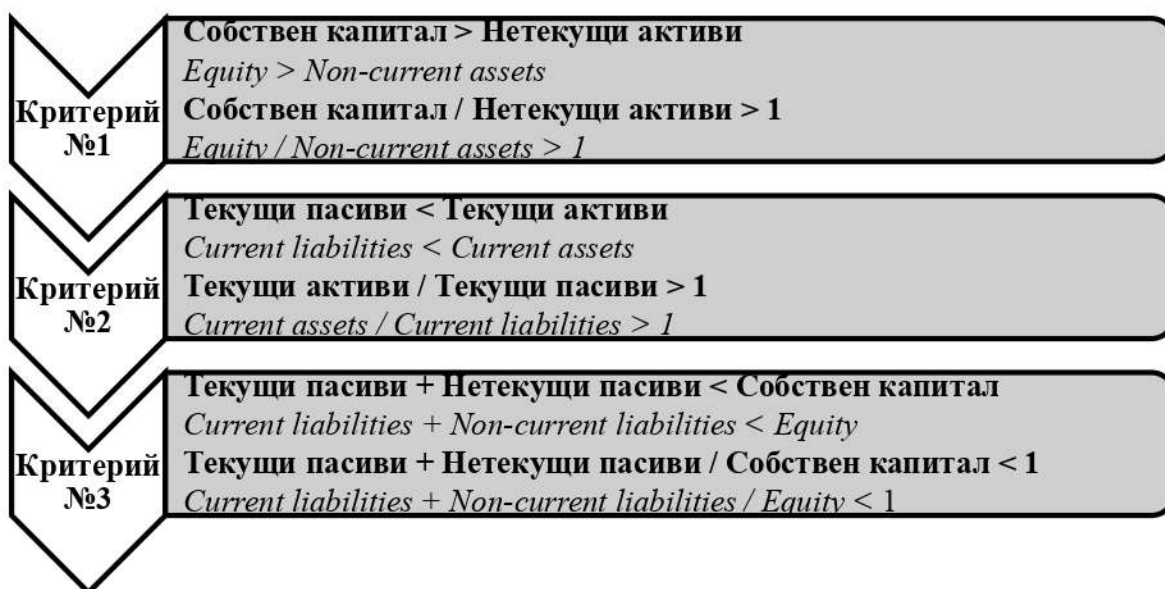 Критерий
№1
Собствен капитал > Нетекущи активи
Equity > Non-current assets
Собствен капитал / Нетекущи активи > 1
Equity / Non-current assets > 1
Критерий
№2
Текущи пасиви < Текущи активи
Current liabilities < Current assets
Текущи активи / Текущи пасиви > 1
Current assets / Current liabilities > 1
Критерий
№3
Текущи пасиви + Нетекущи пасиви < Собствен капитал
Current liabilities + Non-current liabilities < Equity
Текущи пасиви + Нетекущи пасиви / Собствен капитал < 1
Current liabilities + Non-current liabilities / Equity < 1